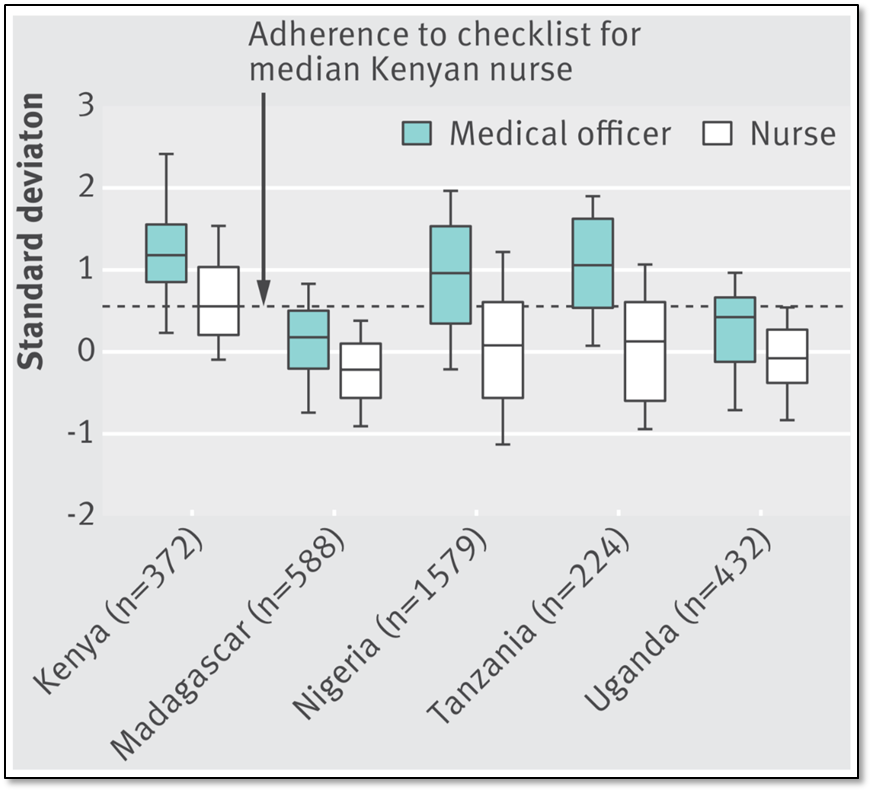 Adherence to checklist for
median Kenyan nurse
Standard deviaton
3
2
1
0
-1
-2
Medical officer
Nurse
Kenya (n=372)
Madagascar (n=588)
Nigeria (n=1579)
Tanzania (n=224)
Uganda (n=432)